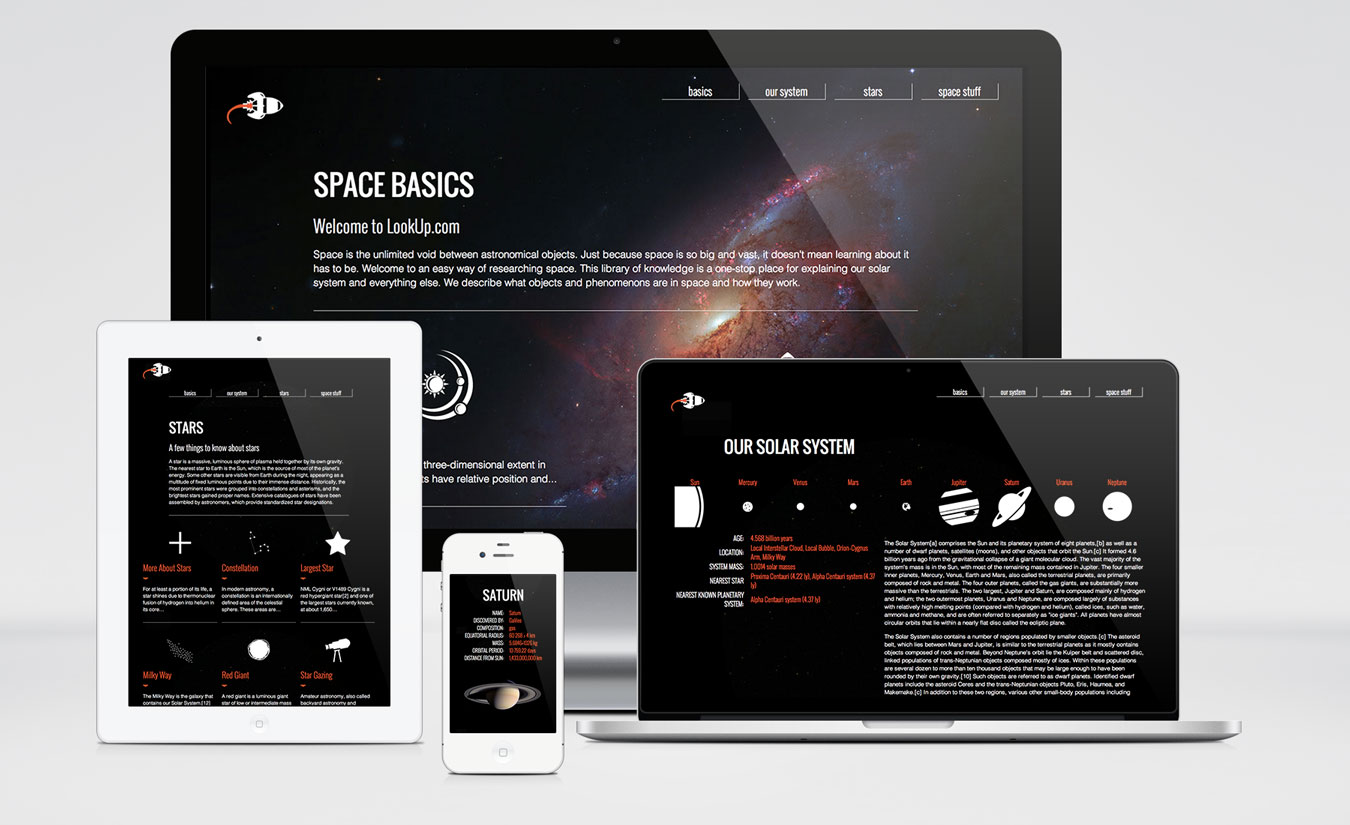 basics
our system
stars
space stuff
SPACE BASICS
Welcome to LookUp.com
Space is the unlimited void between astronomical objects. Just because space is so big and vast, it doesn't mean learning about it
has to be. Welcome to an easy way of researching space. This library of knowledge is a one-stop place for explaining our solar
system and everything else. We describe what objects and phenomenons are in space and how they work.
three-dimensional extent in
ts have relative position and...
basics
our system
stars
space stuff
STARS
A few things to know about stars
A star is a massive, luminous sphere of plasma held together by its own gravity.
The nearest star to Earth is the Sun, which is the source of most of the planet's
energy. Some other stars are visible from Earth during the night, appearing as a
multitude of fixed luminous points due to their immense distance. Historically, the
most prominent stars were grouped into constellations and asterisms, and the
brightest stars gained proper names. Extensive catalogues of stars have been
assembled by astronomers, which provide standardized star designations.
More About Stars
For at least a portion of its life, a
star shines due to thermonuclear
fusion of hydrogen into helium in
its core...
Constellation
In modern astronomy, a
constellation is an internationally
defined area of the celestial
sphere. These areas are...
Largest Star
NML Cygni or V1489 Cygni is a
red hypergiant star[2] and one of
the largest stars currently known,
at about 1,650...
Milky Way
The Milky Way is the galaxy that
contains our Solar System.[12]
Red Giant
A red giant is a luminous giant
star of low or intermediate mass
Star Gazing
Amateur astronomy, also called
backyard astronomy and
SATURN
NAME: Saturn
DISCOVERED BY: Galileo
COMPOSITION: gas
EQUATORIAL RADIUS:
MASS:
ORBITAL PERIOD: 10,759.22 days
DISTANCE FROM SUN:
basics
our system
stars
space stuff
OUR SOLAR SYSTEM
Sun
Mercury
Venus
Mars
Earth
Jupiter
Saturn
Uranus
Neptune
AGE: 4.568 billion years
LOCATION: Local Interstellar Cloud, Local Bubble, Orion-Cygnus
Arm, Milky Way
SYSTEM MASS: 1.0014 solar masses
NEAREST STAR Proxima Centauri (4.22 ly), Alpha Centauri system (4.37
ly)
NEAREST KNOWN PLANETARY
SYSTEM: Alpha Centauri system (4.37 ly)
The Solar System[a] comprises the Sun and its planetary system of eight planets,[b] as well as a
number of dwarf planets, satellites (moons), and other objects that orbit the Sun.[c] It formed 4.6
billion years ago from the gravitational collapse of a giant molecular cloud. The vast majority of the
system's mass is in the Sun, with most of the remaining mass contained in Jupiter. The four smaller
inner planets, Mercury, Venus, Earth and Mars, also called the terrestrial planets, are primarily
composed of rock and metal. The four outer planets, called the gas giants, are substantially more
massive than the terrestrials. The two largest, Jupiter and Saturn, are composed mainly of hydrogen
and helium; the two outermost planets, Uranus and Neptune, are composed largely of substances
with relatively high melting points (compared with hydrogen and helium), called ices, such as water,
ammonia and methane, and are often referred to separately as "ice giants". All planets have almost
circular orbits that lie within a nearly flat disc called the ecliptic plane.
The Solar System also contains a number of regions populated by smaller objects.[c] The asteroid
belt, which lies between Mars and Jupiter, is similar to the terrestrial planets as it mostly contains
objects composed of rock and metal. Beyond Neptune's orbit lie the Kuiper belt and scattered disc,
linked populations of trans-Neptunian objects composed mostly of ices. Within these populations
are several dozen to more than ten thousand objects that may be large enough to have been
rounded by their own gravity.[10] Such objects are referred to as dwarf planets. Identified dwarf
planets include the asteroid Ceres and the trans-Neptunian objects Pluto, Eris, Haumea, and
Makemake.[c] In addition to these two regions, various other small-body populations including